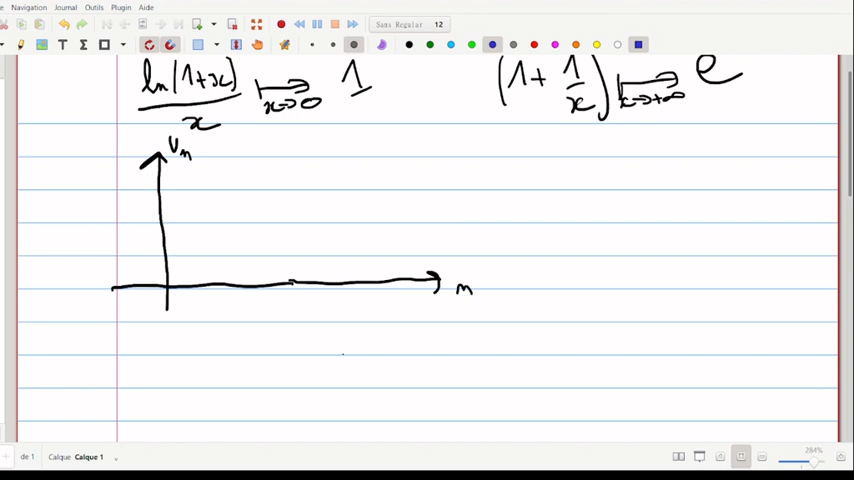 Navigation Journal Outils Plugin Aide
Sans Regular 12
T Σ
ln(1+x)/x ⟼ x→0 1 (1 + 1/x) ⟼ x→+∞ e
Un
n
de 1 Calque Calque 1 284%